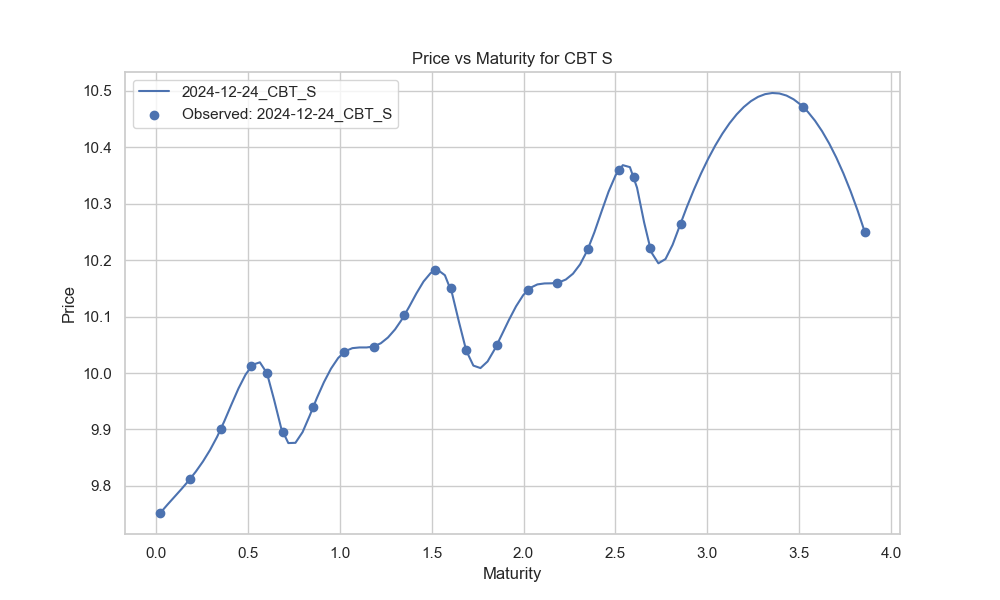 Price vs Maturity for CBT S
2024-12-24_CBT_S
Observed: 2024-12-24_CBT_S
Price
10.5
10.4
10.3
10.2
10.1
10.0
9.9
9.8
0.0 0.5 1.0 1.5 2.0 2.5 3.0 3.5 4.0
Maturity